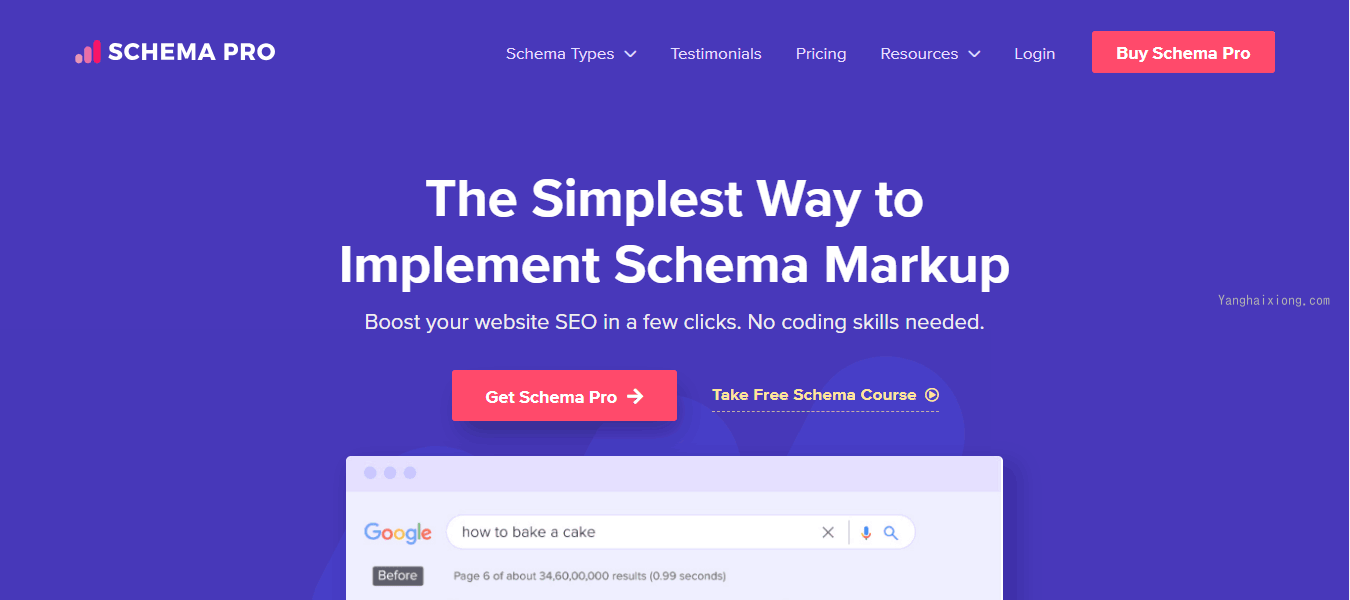 SCHEMA PRO
Schema Types
Testimonials
Pricing
Resources
Login
Buy Schema Pro
The Simplest Way to
Implement Schema Markup
Yanghaixiong.com
Boost your website SEO in a few clicks. No coding skills needed.
Get Schema Pro
Take Free Schema Course
Google
how to bake a cake
Before
Page 6 of about 34,60,00,000 results (0.99 seconds)